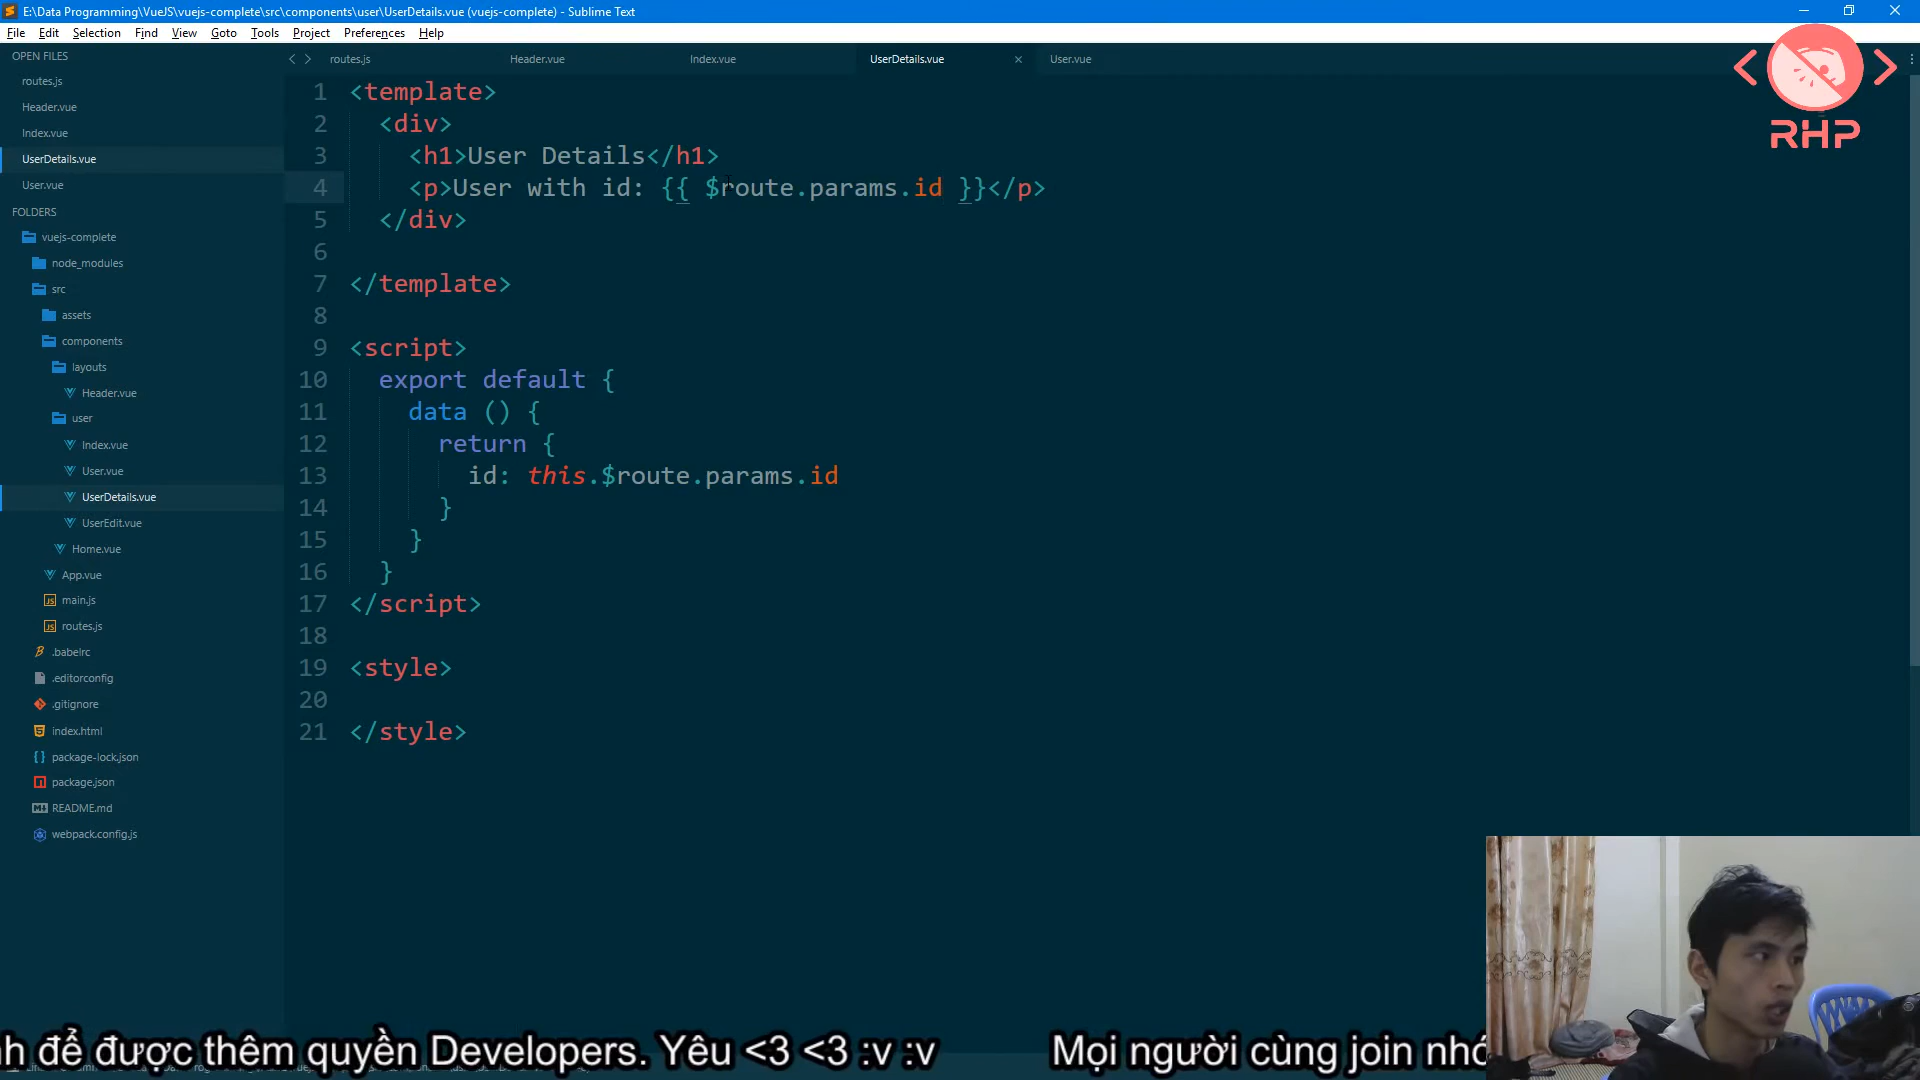 E:\Data Programming\VueJS\vuejs-complete\src\components\user\UserDetails.vue (vuejs-complete) - Sublime Text
File Edit Selection Find View Goto Tools Project Preferences Help
OPEN FILES
routes.js
Header.vue
Index.vue
UserDetails.vue
User.vue
FOLDERS
vuejs-complete
node_modules
src
assets
components
layouts
Header.vue
user
Index.vue
User.vue
UserDetails.vue
UserEdit.vue
Home.vue
App.vue
main.js
routes.js
.babelrc
.editorconfig
.gitignore
index.html
package-lock.json
package.json
README.md
webpack.config.js
routes.js Header.vue Index.vue UserDetails.vue User.vue
1 <template>
2 <div>
3 <h1>User Details</h1>
4 <p>User with id: {{ $route.params.id }}</p>
5 </div>
6
7 </template>
8
9 <script>
10 export default {
11 data () {
12 return {
13 id: this.$route.params.id
14 }
15 }
16 }
17 </script>
18
19 <style>
20
21 </style>
RHP
nh để được thêm quyền Developers. Yêu <3 <3 :v :v Mọi người cùng join nhó